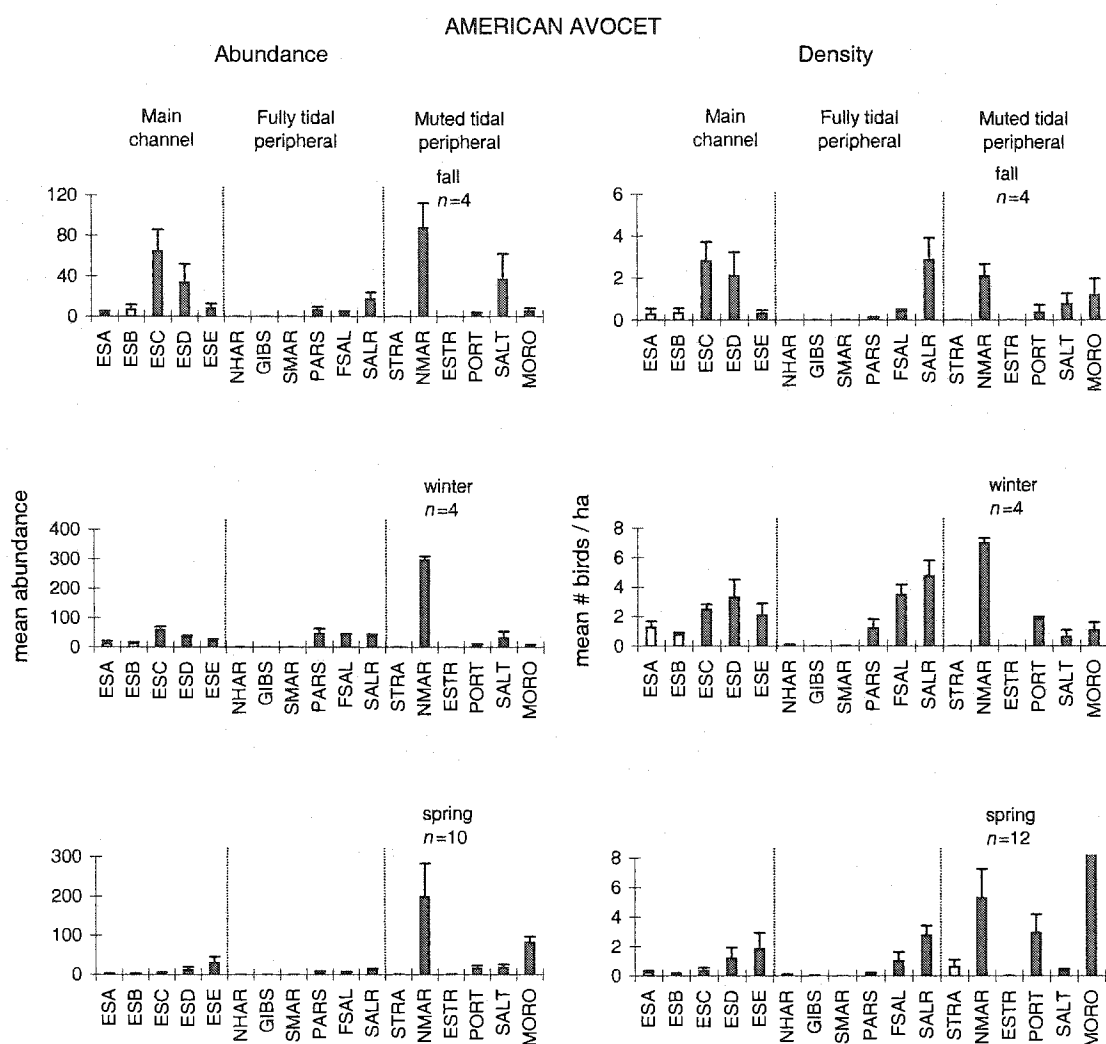 AMERICAN AVOCET
Abundance
Density
Main
channel
Fully tidal
peripheral
Muted tidal
peripheral
Main
channel
Fully tidal
peripheral
Muted tidal
peripheral
fall
n=4
120
80
40
0
ESA ESB ESC ESD ESE NHAR GIBS SMAR PARS FSAL SALR STRA NMAR ESTR PORT SALT MORO
fall
n=4
6
4
2
0
ESA ESB ESC ESD ESE NHAR GIBS SMAR PARS FSAL SALR STRA NMAR ESTR PORT SALT MORO
mean abundance
winter
n=4
400
300
200
100
0
ESA ESB ESC ESD ESE NHAR GIBS SMAR PARS FSAL SALR STRA NMAR ESTR PORT SALT MORO
mean # birds / ha
winter
n=4
8
6
4
2
0
ESA ESB ESC ESD ESE NHAR GIBS SMAR PARS FSAL SALR STRA NMAR ESTR PORT SALT MORO
spring
n=10
300
200
100
0
ESA ESB ESC ESD ESE NHAR GIBS SMAR PARS FSAL SALR STRA NMAR ESTR PORT SALT MORO
spring
n=12
8
6
4
2
0
ESA ESB ESC ESD ESE NHAR GIBS SMAR PARS FSAL SALR STRA NMAR ESTR PORT SALT MORO